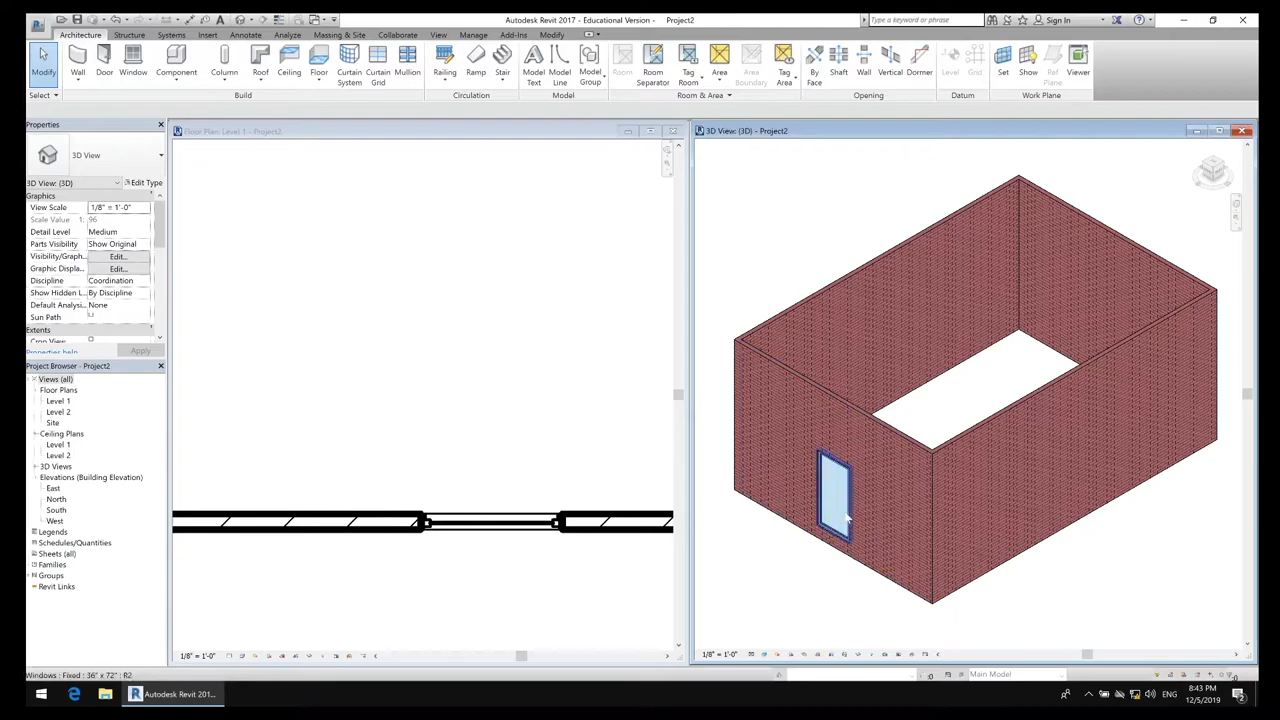 Autodesk Revit 2017 - Educational Version - Project2
Type a keyword or phrase
Sign In
Architecture Structure Systems Insert Annotate Analyze Massing & Site Collaborate View Manage Add-Ins Modify
Modify Wall Door Window Component Column Roof Ceiling Floor Curtain System Curtain Grid Mullion Railing Ramp Stair Model Text Model Line Model Group Room Room Separator Tag Room Area Area Boundary Tag Area By Face Shaft Wall Vertical Dormer Level Grid Set Show Ref Plane Viewer
Select Build Circulation Model Room & Area Opening Datum Work Plane
Properties
3D View
3D View: (3D) Edit Type
Graphics
View Scale 1/8" = 1'-0"
Scale Value 1: 96
Detail Level Medium
Parts Visibility Show Original
Visibility/Graph... Edit...
Graphic Displa... Edit...
Discipline Coordination
Show Hidden L... By Discipline
Default Analysi... None
Sun Path
Extents
Crop View
Properties help Apply
Project Browser - Project2
Views (all)
Floor Plans
Level 1
Level 2
Site
Ceiling Plans
Level 1
Level 2
3D Views
Elevations (Building Elevation)
East
North
South
West
Legends
Schedules/Quantities
Sheets (all)
Families
Groups
Revit Links
Floor Plan: Level 1 - Project2
1/8" = 1'-0"
3D View: (3D) - Project2
1/8" = 1'-0"
Windows : Fixed : 36" x 72" : R2
:0 Main Model :0
Autodesk Revit 201...
ENG
8:43 PM
12/5/2019
2